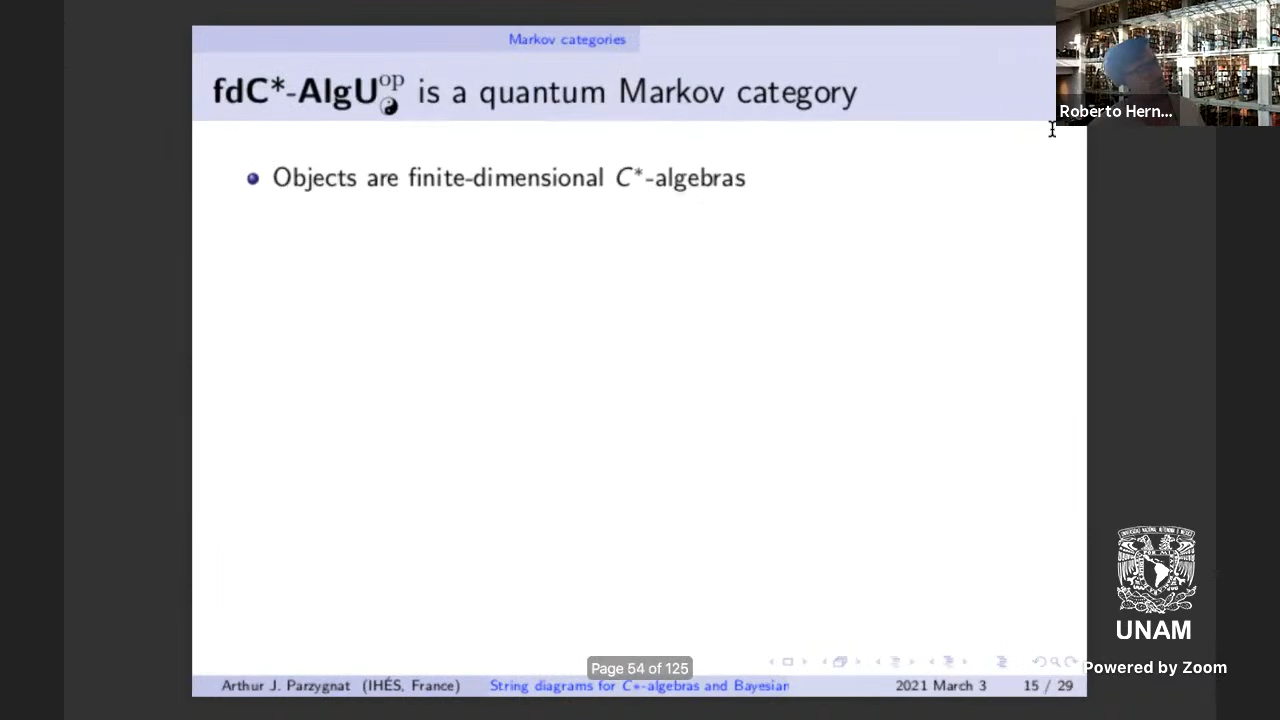 Markov categories
fdC*-AlgU^op_☯ is a quantum Markov category
Roberto Hern...
Objects are finite-dimensional C*-algebras
UNAM
Page 54 of 125
Powered by Zoom
Arthur J. Parzygnat (IHÉS, France) String diagrams for C*-algebras and Bayesian 2021 March 3 15 / 29